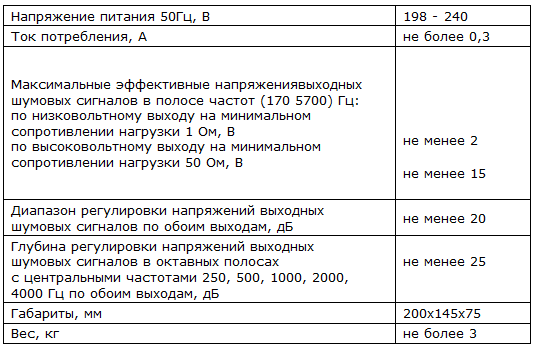 Напряжение питания 50Гц, В 198 - 240
Ток потребления, А не более 0,3
Максимальные эффективные напряжениявыходных
шумовых сигналов в полосе частот (170 5700) Гц:
по низковольтному выходу на минимальном
сопротивлении нагрузки 1 Ом, В не менее 2
по высоковольтному выходу на минимальном
сопротивлении нагрузки 50 Ом, В не менее 15
Диапазон регулировки напряжений выходных
шумовых сигналов по обоим выходам, дБ не менее 20
Глубина регулировки напряжений выходных
шумовых сигналов в октавных полосах не менее 25
с центральными частотами 250, 500, 1000, 2000,
4000 Гц по обоим выходам, дБ
Габариты, мм 200х145х75
Вес, кг не более 3